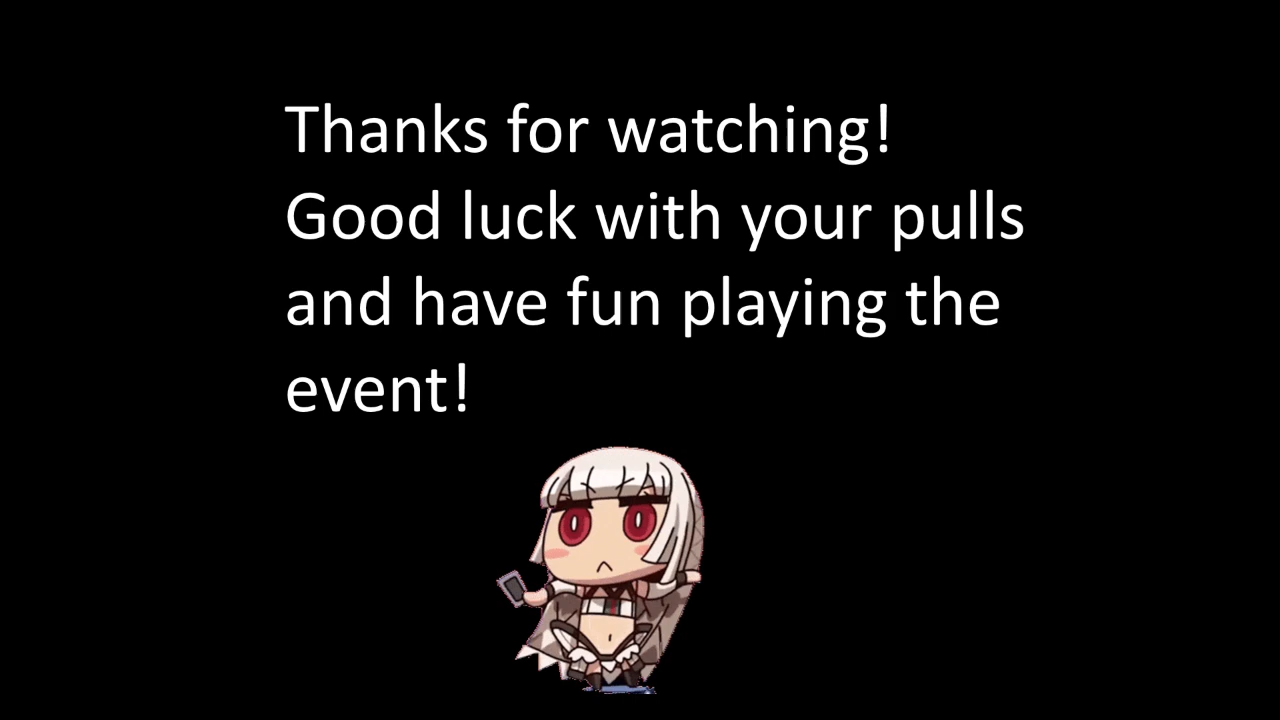 Thanks for watching!
Good luck with your pulls
and have fun playing the
event!